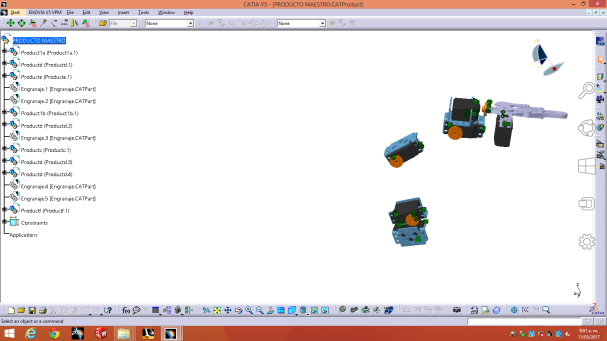 CATIA V5 - [PRODUCTO MAESTRO.CATProduct]
Start ENOVIA V5 VPM File Edit View Insert Tools Window Help
File None None
PRODUCTO MAESTRO
Product1a (Product1a.1)
Productd (Productd.1)
Producte (Producte.1)
Engranaje.1 [Engranaje.CATPart]
Engranaje.2 [Engranaje.CATPart]
Product1b (Product1b.1)
Productd (Productd.2)
Engranaje.3 [Engranaje.CATPart]
Productc (Productc.1)
Productd (Productd.3)
Productd (Productd.4)
Engranaje.4 [Engranaje.CATPart]
Engranaje.5 [Engranaje.CATPart]
Productf (Productf.1)
Constraints
Applications
Select an object or a command
9:01 a. m.
11/05/2017